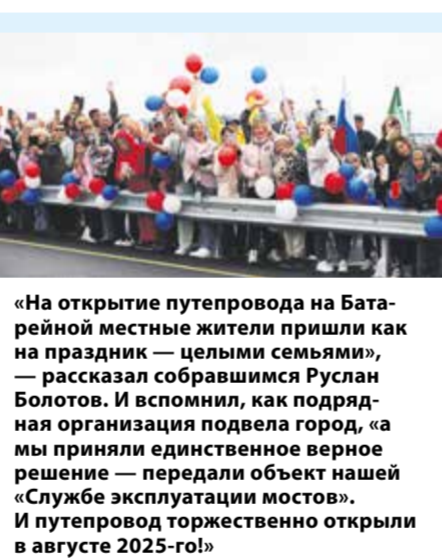 «На открытие путепровода на Бата-
рейной местные жители пришли как
на праздник — целыми семьями»,
— рассказал собравшимся Руслан
Болотов. И вспомнил, как подряд-
ная организация подвела город, «а
мы приняли единственное верное
решение — передали объект нашей
«Службе эксплуатации мостов».
И путепровод торжественно открыли
в августе 2025-го!»